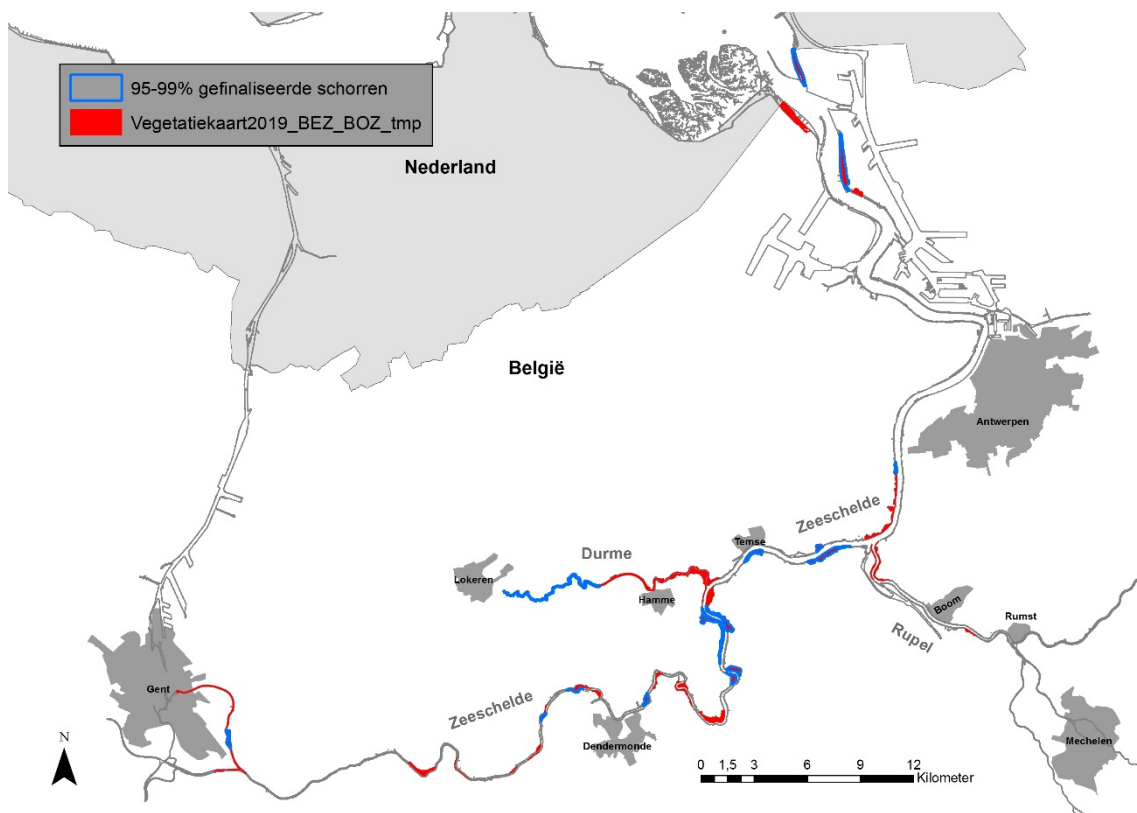 95-99% gefinaliseerde schorren
Vegetatiekaart2019_BEZ_BOZ_tmp
Nederland
België
Antwerpen
Zeeschelde
Temse
Durme
Lokeren
Hamme
Boom
Rumst
Rupel
Gent
Zeeschelde
Dendermonde
Mechelen
N
0 1,5 3 6 9 12
Kilometer